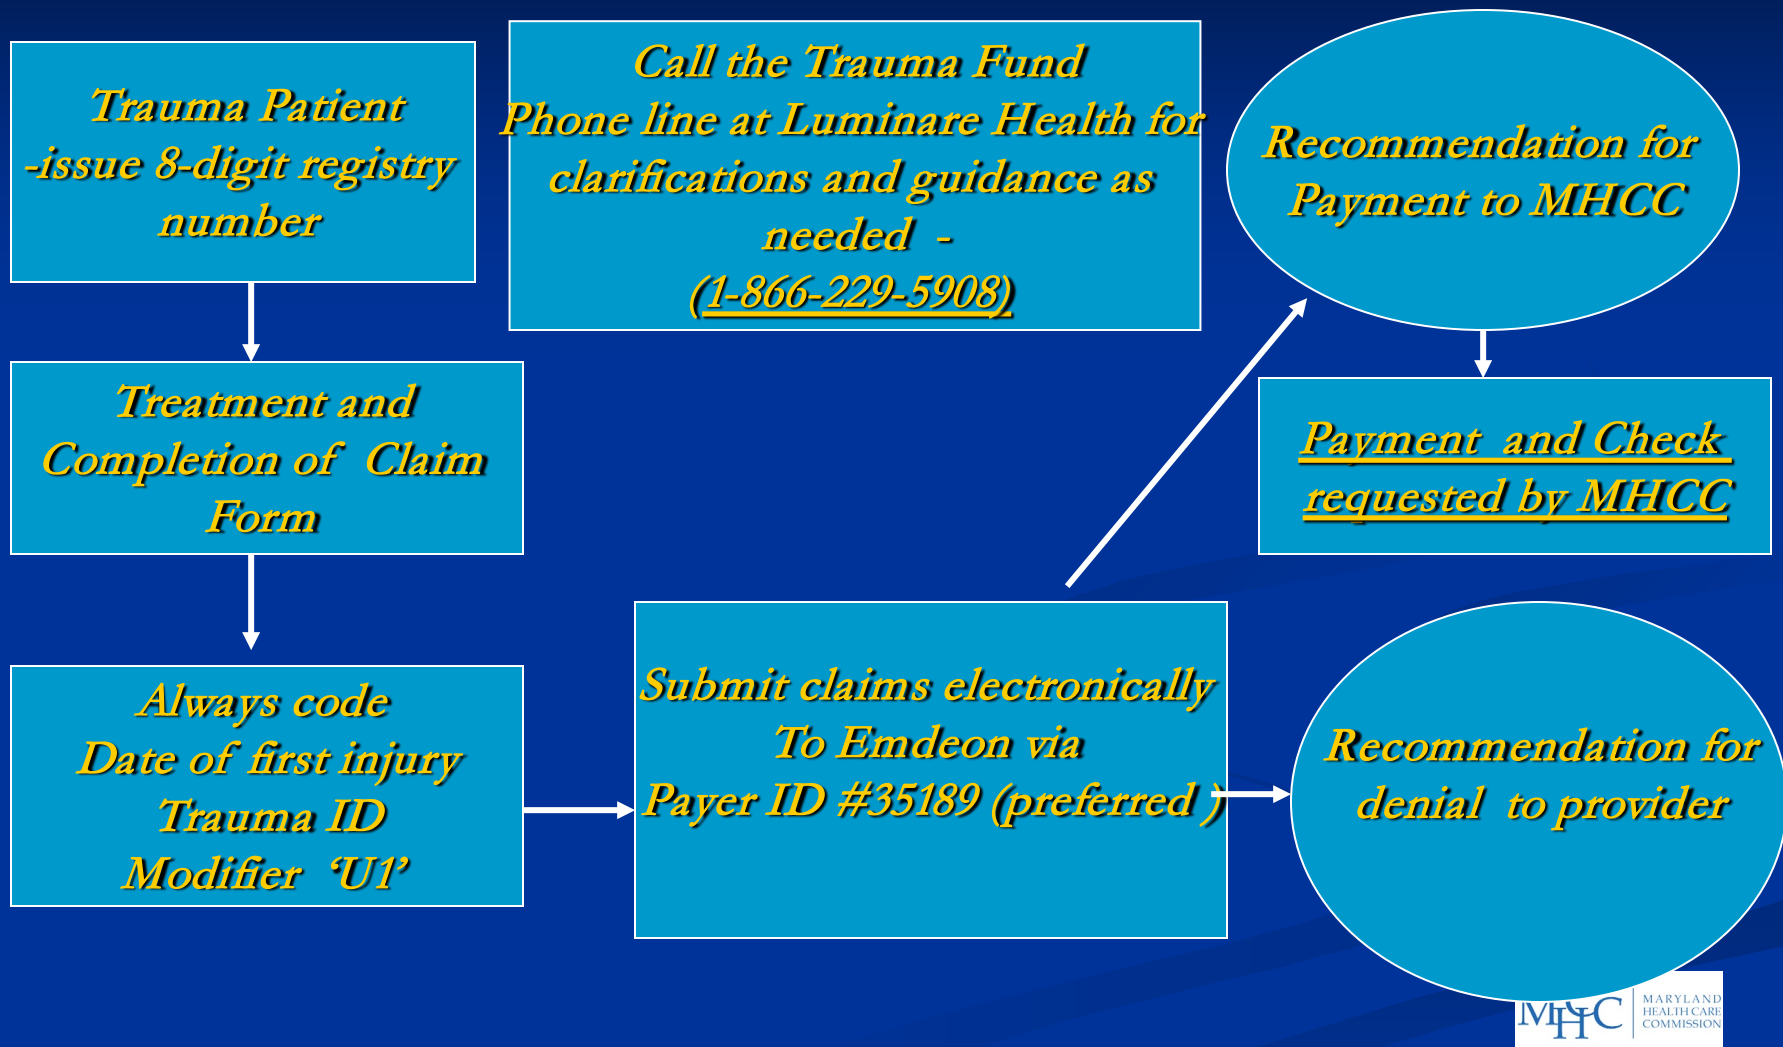 Trauma Patient
-issue 8-digit registry
number
Call the Trauma Fund
Phone line at Luminare Health for
clarifications and guidance as
needed -
(1-866-229-5908)
Recommendation for
Payment to MHCC
Treatment and
Completion of Claim
Form
Payment and Check
requested by MHCC
Always code
Date of first injury
Trauma ID
Modifier ‘U1’
Submit claims electronically
To Emdeon via
Payer ID #35189 (preferred )
Recommendation for
denial to provider
MHCC
MARYLAND
HEALTH CARE
COMMISSION